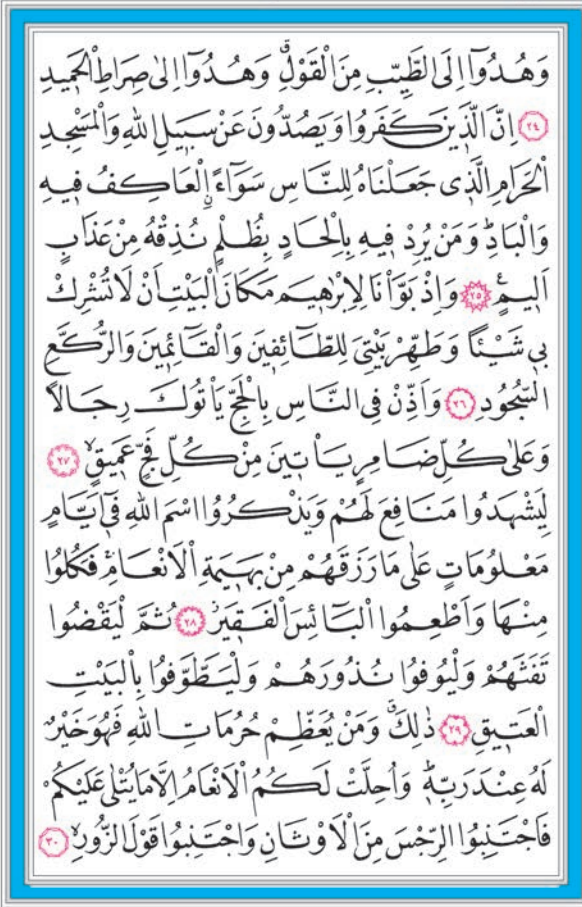 وَهُدُٓوا اِلَى الطَّيِّبِ مِنَ الْقَوْلِۚ وَهُدُٓوا اِلٰى صِرَاطِ الْحَمٖيدِ
﴿٢٤﴾ اِنَّ الَّذٖينَ كَفَرُوا وَيَصُدُّونَ عَنْ سَبٖيلِ اللّٰهِ وَالْمَسْجِدِ
الْحَرَامِ الَّذٖى جَعَلْنَاهُ لِلنَّاسِ سَوَٓاءًۨ الْعَاكِفُ فٖيهِ
وَالْبَادِۜ وَمَنْ يُرِدْ فٖيهِ بِاِلْحَادٍ بِظُلْمٍ نُذِقْهُ مِنْ عَذَابٍ
اَلٖيمٍ ﴿٢٥﴾ وَاِذْ بَوَّاْنَا لِاِبْرٰهٖيمَ مَكَانَ الْبَيْتِ اَنْ لَا تُشْرِكْ
بٖى شَيْـًٔا وَطَهِّرْ بَيْتِىَ لِلطَّٓائِفٖينَ وَالْقَٓائِمٖينَ وَالرُّكَّعِ
السُّجُودِ ﴿٢٦﴾ وَاَذِّنْ فِى النَّاسِ بِالْحَجِّ يَاْتُوكَ رِجَالًا
وَعَلٰى كُلِّ ضَامِرٍ يَاْتٖينَ مِنْ كُلِّ فَجٍّ عَمٖيقٍۙ ﴿٢٧﴾
لِيَشْهَدُوا مَنَافِعَ لَهُمْ وَيَذْكُرُوا اسْمَ اللّٰهِ فٖٓى اَيَّامٍ
مَعْلُومَاتٍ عَلٰى مَا رَزَقَهُمْ مِنْ بَهٖيمَةِ الْاَنْعَامِۚ فَكُلُوا
مِنْهَا وَاَطْعِمُوا الْبَٓائِسَ الْفَقٖيرَۘ ﴿٢٨﴾ ثُمَّ لْيَقْضُوا
تَفَثَهُمْ وَلْيُوفُوا نُذُورَهُمْ وَلْيَطَّوَّفُوا بِالْبَيْتِ
الْعَتٖيقِ ﴿٢٩﴾ ذٰلِكَۗ وَمَنْ يُعَظِّمْ حُرُمَاتِ اللّٰهِ فَهُوَ خَيْرٌ
لَهُ عِنْدَ رَبِّهٖۜ وَاُحِلَّتْ لَكُمُ الْاَنْعَامُ اِلَّا مَا يُتْلٰى عَلَيْكُمْ
فَاجْتَنِبُوا الرِّجْسَ مِنَ الْاَوْثَانِ وَاجْتَنِبُوا قَوْلَ الزُّورِۙ ﴿٣٠﴾